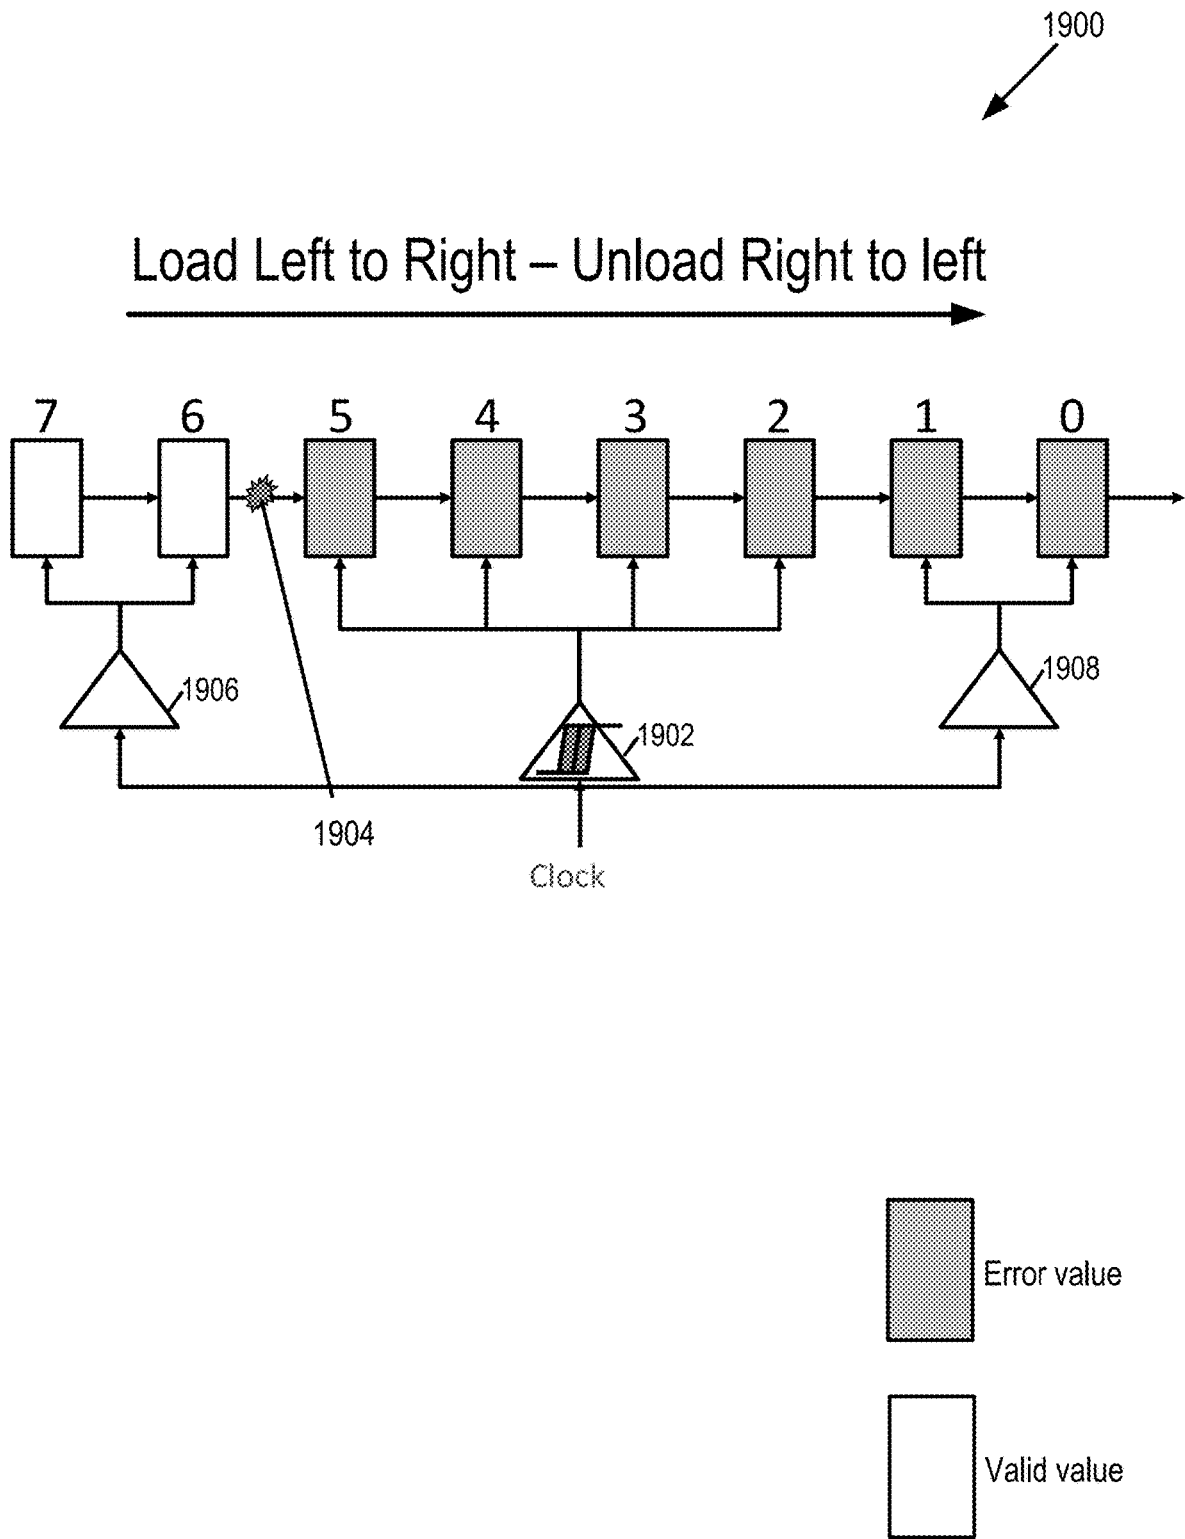 1900
Load Left to Right – Unload Right to left
7 6 5 4 3 2 1 0
1906
1908
1902
1904
Clock
Error value
Valid value